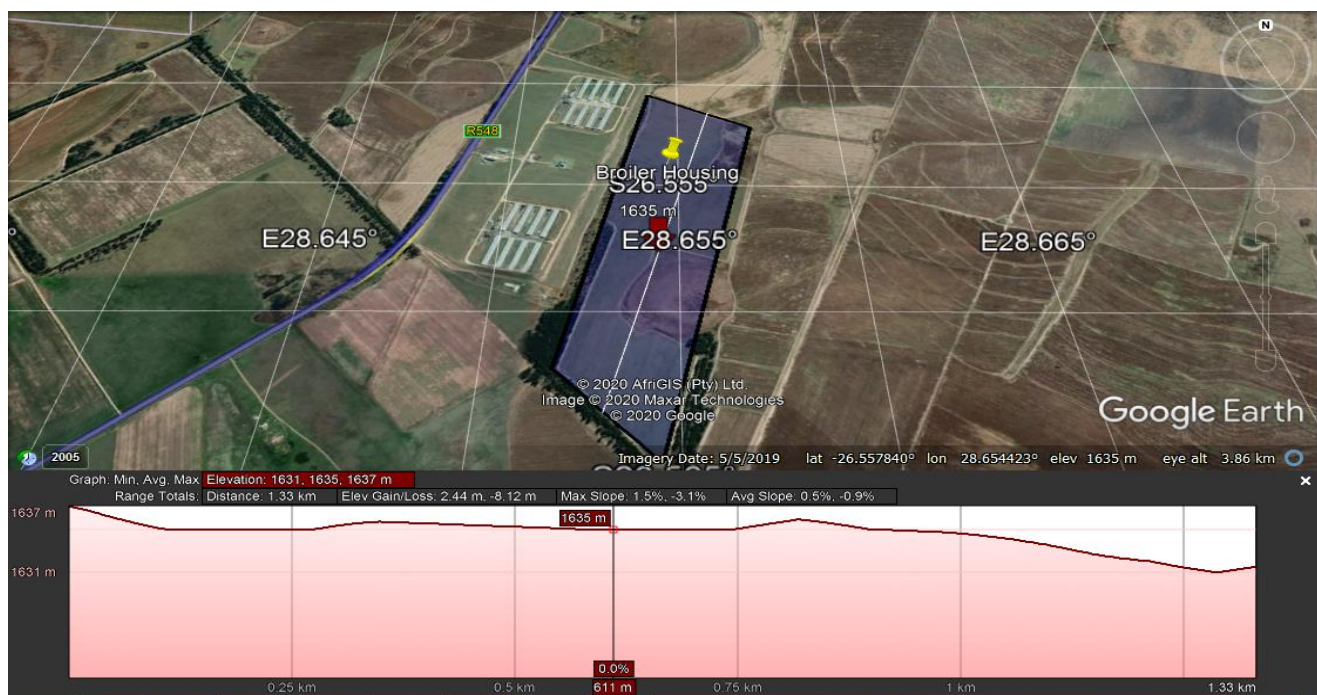 N
R548
Broiler Housing
S26.555°
1635 m
E28.645°
E28.655°
E28.665°
© 2020 AfriGIS (Pty) Ltd.
Image © 2020 Maxar Technologies
© 2020 Google
Google Earth
2005
Imagery Date: 5/5/2019 lat -26.557840° lon 28.654423° elev 1635 m eye alt 3.86 km
Graph: Min, Avg, Max Elevation: 1631, 1635, 1637 m
Range Totals: Distance: 1.33 km Elev Gain/Loss: 2.44 m, -8.12 m Max Slope: 1.5%, -3.1% Avg Slope: 0.5%, -0.9%
1637 m
1635 m
1631 m
0.0%
0.25 km 0.5 km 611 m 0.75 km 1 km 1.33 km